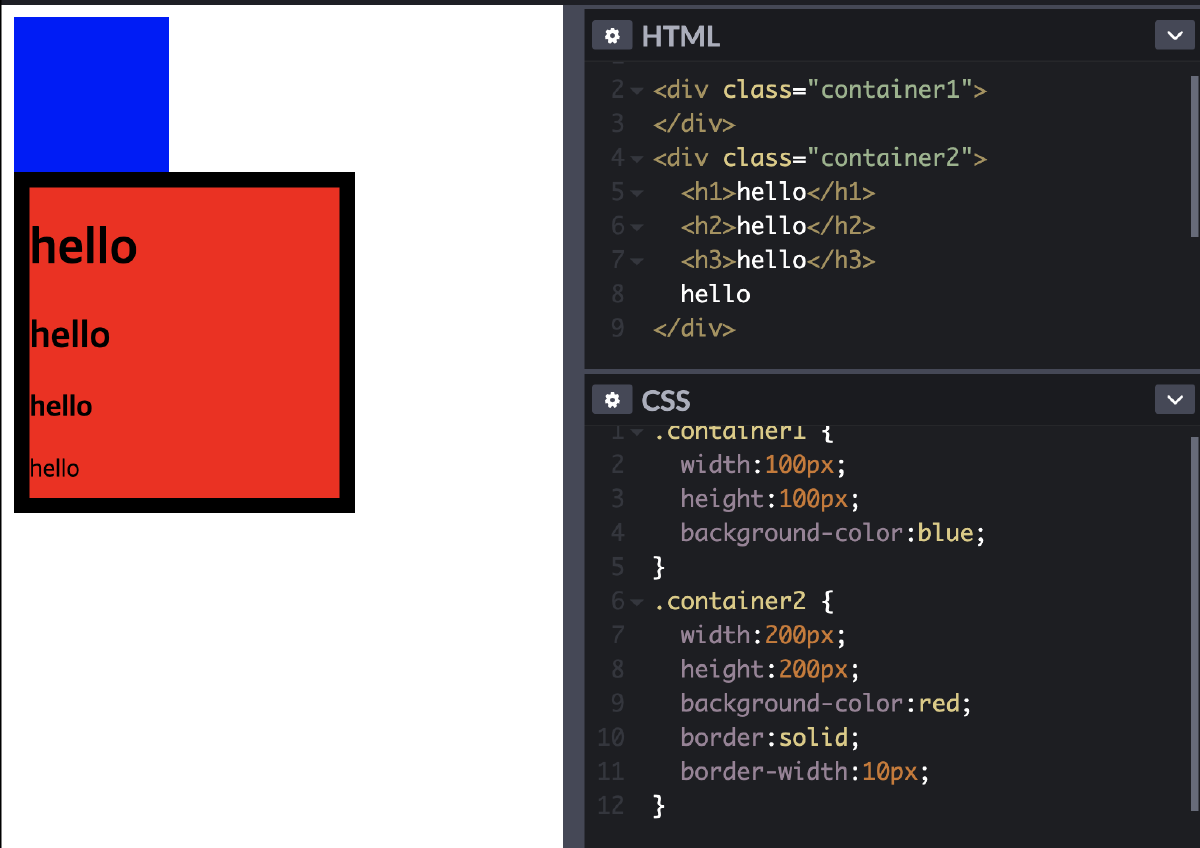 hello
hello
hello
hello
HTML
2 <div class="container1">
3 </div>
4 <div class="container2">
5 <h1>hello</h1>
6 <h2>hello</h2>
7 <h3>hello</h3>
8 hello
9 </div>
CSS
1 .container1 {
2 width:100px;
3 height:100px;
4 background-color:blue;
5 }
6 .container2 {
7 width:200px;
8 height:200px;
9 background-color:red;
10 border:solid;
11 border-width:10px;
12 }